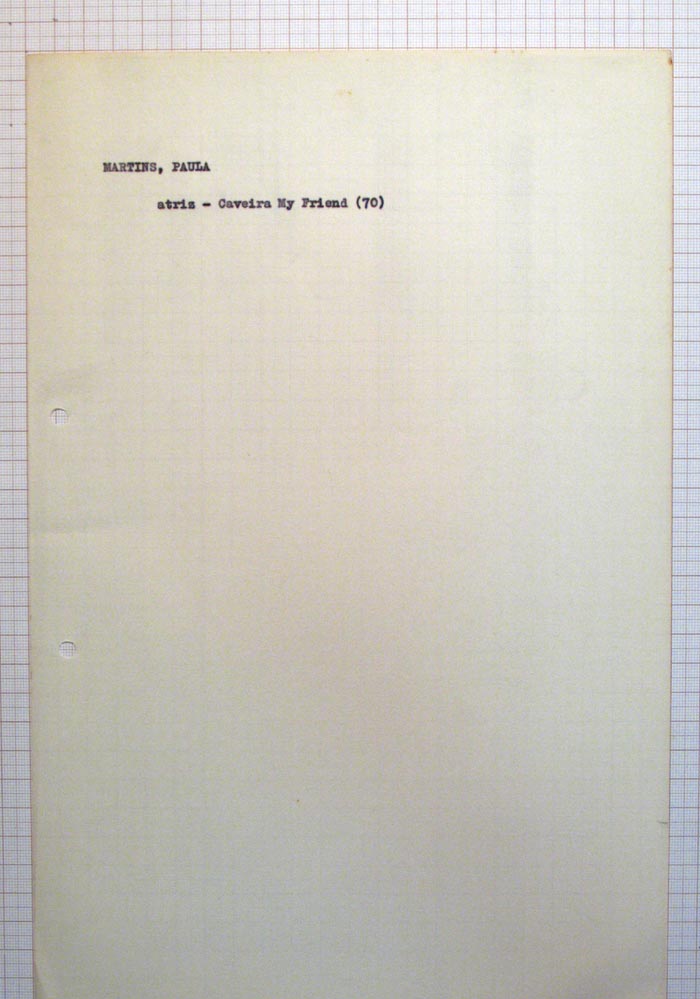 MARTINS, PAULA
atriz - Caveira My Friend (70)